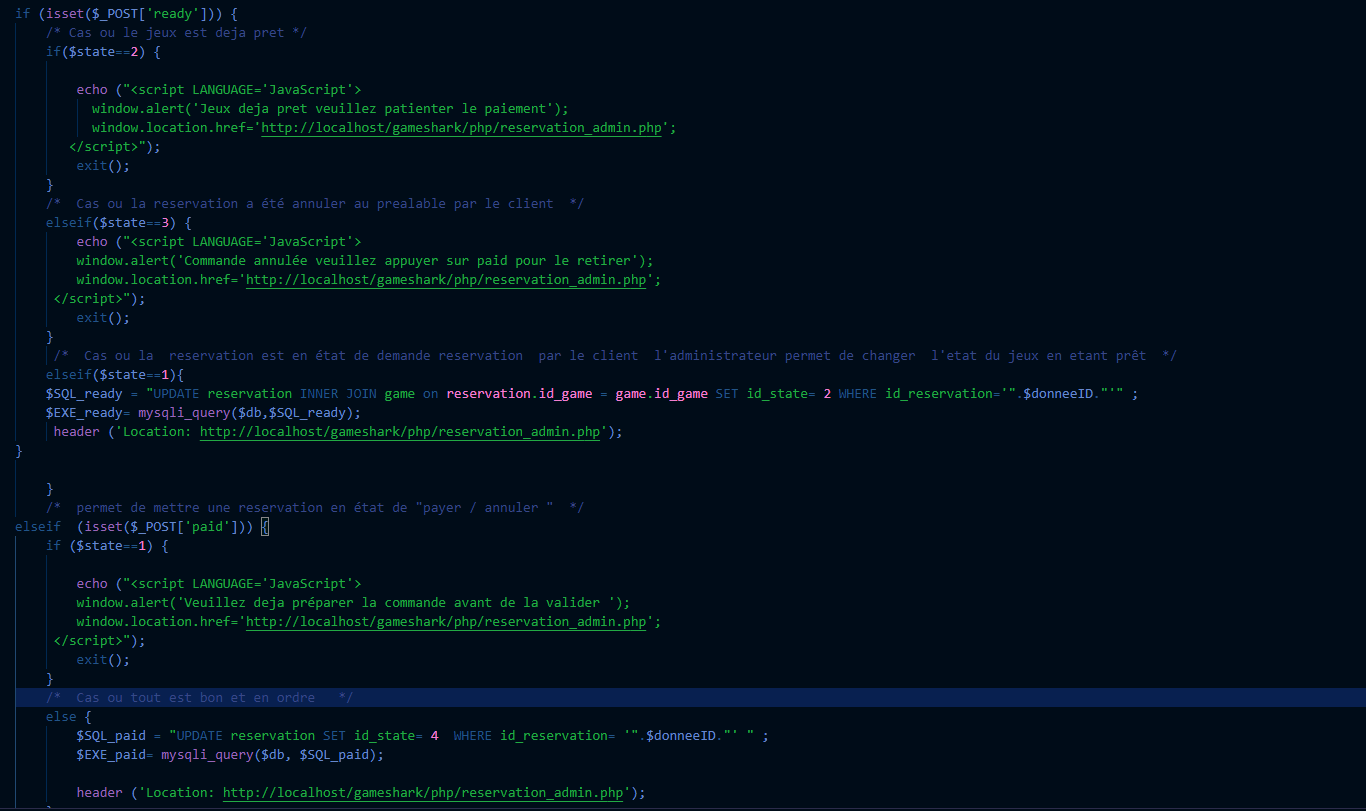 if (isset($_POST['ready'])) {
/* Cas ou le jeux est deja pret */
if($state==2) {
echo ("<script LANGUAGE='JavaScript'>
window.alert('Jeux deja pret veuillez patienter le paiement');
window.location.href='http://localhost/gameshark/php/reservation_admin.php';
</script>");
exit();
}
/*  Cas ou la reservation a été annuler au prealable par le client  */
elseif($state==3) {
echo ("<script LANGUAGE='JavaScript'>
window.alert('Commande annulée veuillez appuyer sur paid pour le retirer');
window.location.href='http://localhost/gameshark/php/reservation_admin.php';
</script>");
exit();
}
/*  Cas ou la  reservation est en état de demande reservation  par le client  l'administrateur permet de changer  l'etat du jeux en etant prêt  */
elseif($state==1){
$SQL_ready = "UPDATE reservation INNER JOIN game on reservation.id_game = game.id_game SET id_state= 2 WHERE id_reservation='".$donneeID."'" ;
$EXE_ready= mysqli_query($db,$SQL_ready);
header ('Location: http://localhost/gameshark/php/reservation_admin.php');
}
}
/*  permet de mettre une reservation en état de "payer / annuler "  */
elseif  (isset($_POST['paid'])) {
if ($state==1) {
echo ("<script LANGUAGE='JavaScript'>
window.alert('Veuillez deja préparer la commande avant de la valider ');
window.location.href='http://localhost/gameshark/php/reservation_admin.php';
</script>");
exit();
}
/*  Cas ou tout est bon et en ordre   */
else {
$SQL_paid = "UPDATE reservation SET id_state= 4  WHERE id_reservation= '".$donneeID."' " ;
$EXE_paid= mysqli_query($db, $SQL_paid);
header ('Location: http://localhost/gameshark/php/reservation_admin.php');